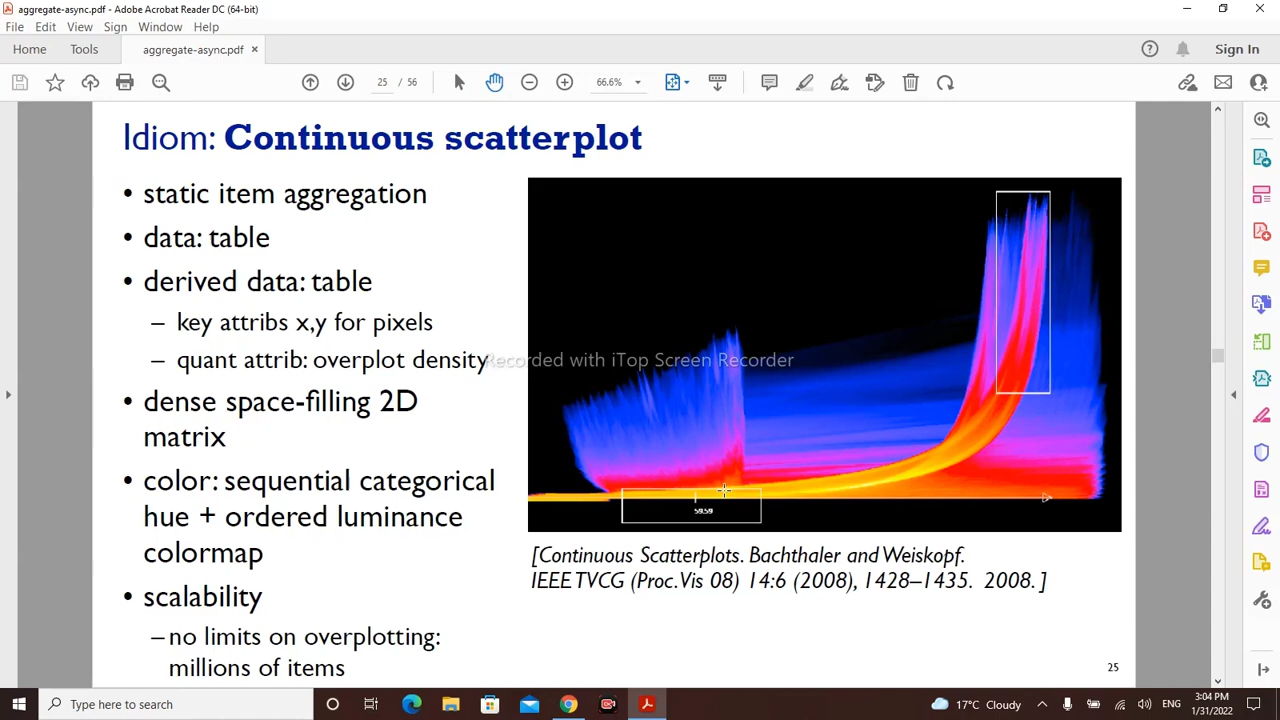 aggregate-async.pdf - Adobe Acrobat Reader DC (64-bit)
File Edit View Sign Window Help
Home Tools aggregate-async.pdf × Sign In
25 / 56 66.6%
Idiom: Continuous scatterplot
• static item aggregation
• data: table
• derived data: table
– key attribs x,y for pixels
– quant attrib: overplot density
Recorded with iTop Screen Recorder
• dense space-filling 2D
matrix
• color: sequential categorical
hue + ordered luminance
colormap
• scalability
– no limits on overplotting:
millions of items
59.59
[Continuous Scatterplots. Bachthaler and Weiskopf.
IEEE TVCG (Proc. Vis 08) 14:6 (2008), 1428–1435. 2008. ]
25
Type here to search
17°C Cloudy
ENG
3:04 PM
1/31/2022